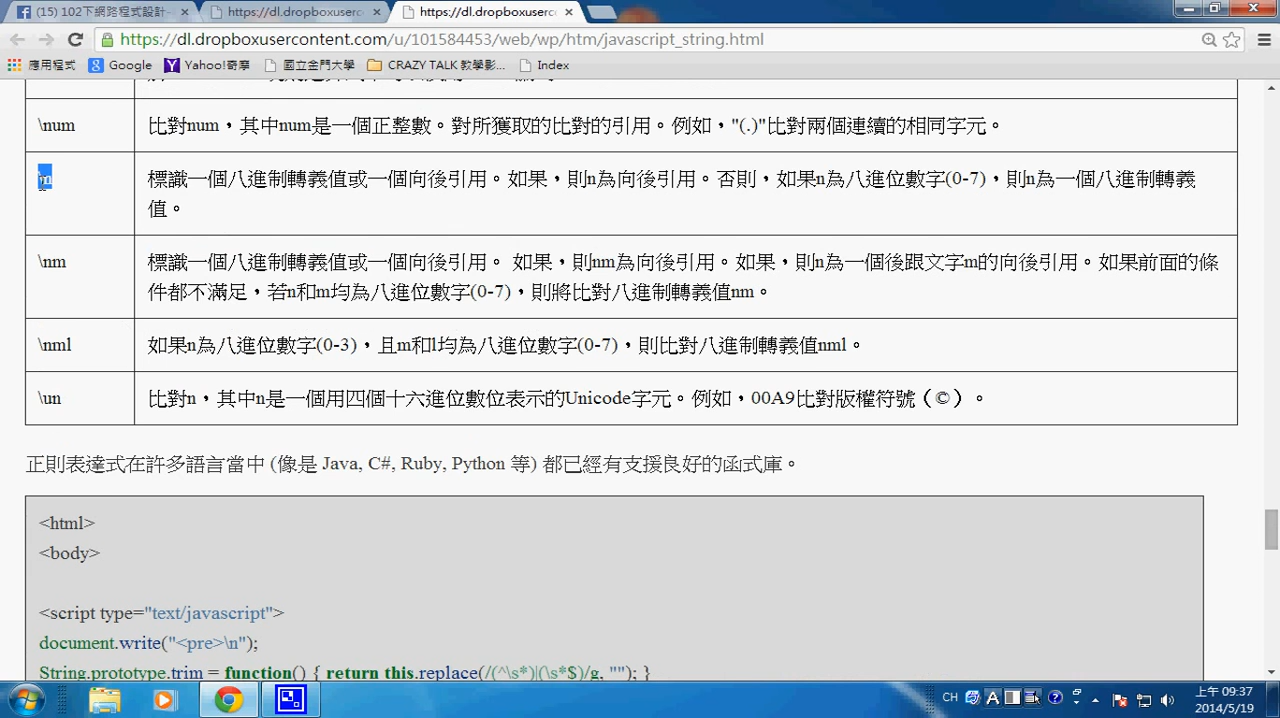 (15) 102下網路程式設計-
https://dl.dropboxuserco
https://dl.dropboxuserco
https://dl.dropboxusercontent.com/u/101584453/web/wp/htm/javascript_string.html
應用程式 Google Yahoo!奇摩 國立金門大學 CRAZY TALK 教學影... Index
\num 比對num，其中num是一個正整數。對所獲取的比對的引用。例如，"(.)"比對兩個連續的相同字元。
\n 標識一個八進制轉義值或一個向後引用。如果，則n為向後引用。否則，如果n為八進位數字(0-7)，則n為一個八進制轉義
值。
\nm 標識一個八進制轉義值或一個向後引用。 如果，則nm為向後引用。如果，則n為一個後跟文字m的向後引用。如果前面的條
件都不滿足，若n和m均為八進位數字(0-7)，則將比對八進制轉義值nm。
\nml 如果n為八進位數字(0-3)，且m和l均為八進位數字(0-7)，則比對八進制轉義值nml。
\un 比對n，其中n是一個用四個十六進位數位表示的Unicode字元。例如，00A9比對版權符號（©）。
正則表達式在許多語言當中 (像是 Java, C#, Ruby, Python 等) 都已經有支援良好的函式庫。
<html>
<body>
<script type="text/javascript">
document.write("<pre>\n");
String.prototype.trim = function() { return this.replace(/(^\s*)|(\s*$)/g, ""); }
CH A 上午 09:37
2014/5/19